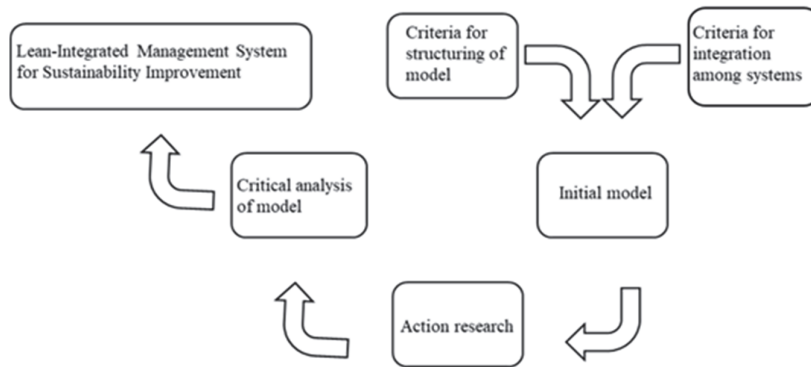 Lean-Integrated Management System
for Sustainability Improvement
Criteria for
structuring of
model
Criteria for
integration
among systems
Critical analysis
of model
Initial model
Action research